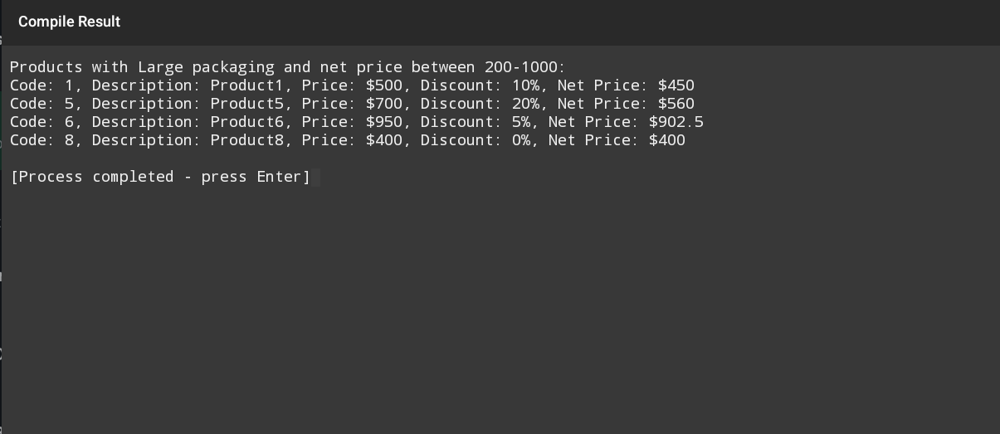 Compile Result
Products with Large packaging and net price between 200-1000:
Code: 1, Description: Product1, Price: $500, Discount: 10%, Net Price: $450
Code: 5, Description: Product5, Price: $700, Discount: 20%, Net Price: $560
Code: 6, Description: Product6, Price: $950, Discount: 5%, Net Price: $902.5
Code: 8, Description: Product8, Price: $400, Discount: 0%, Net Price: $400
[Process completed - press Enter]